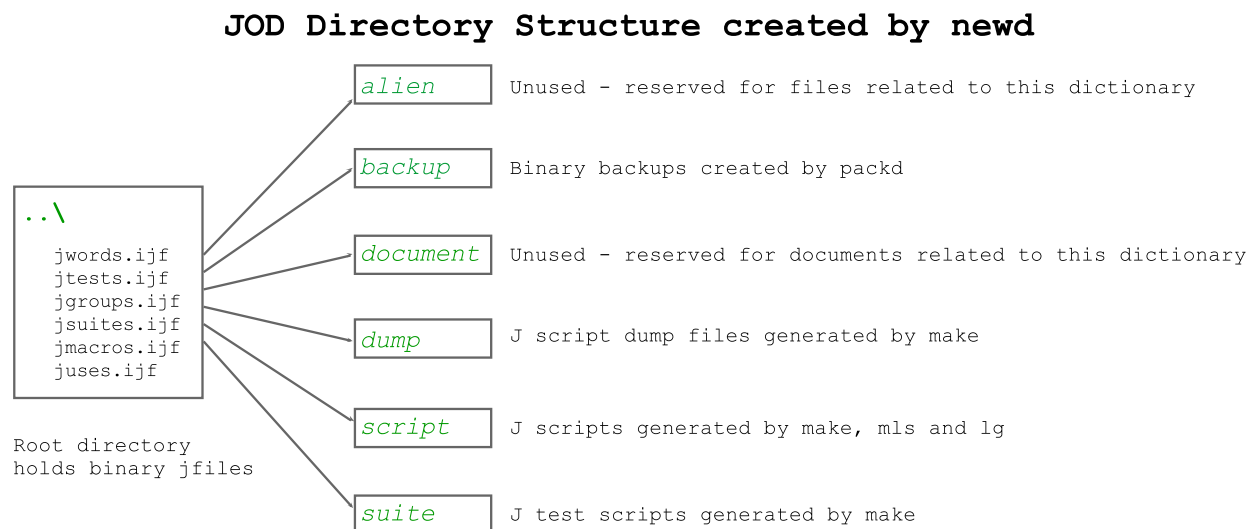 JOD Directory Structure created by newd
alien Unused - reserved for files related to this dictionary
backup Binary backups created by packd
..\
jwords.ijf
jtests.ijf
jgroups.ijf
jsuites.ijf
jmacros.ijf
juses.ijf
document Unused - reserved for documents related to this dictionary
dump J script dump files generated by make
script J scripts generated by make, mls and lg
Root directory
holds binary jfiles
suite J test scripts generated by make